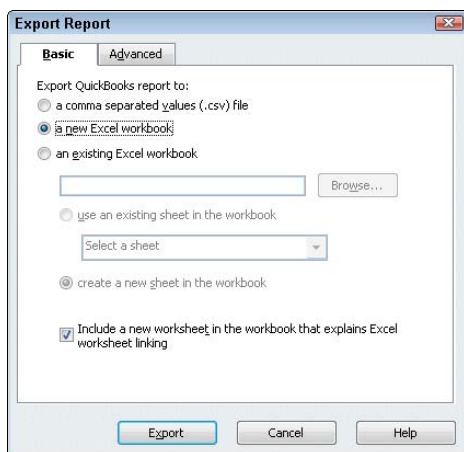 Export Report
Basic
Advanced
Export QuickBooks report to:
a comma separated values (.csv) file
a new Excel workbook
an existing Excel workbook
Browse...
use an existing sheet in the workbook
Select a sheet
create a new sheet in the workbook
Include a new worksheet in the workbook that explains Excel
worksheet linking
Export
Cancel
Help